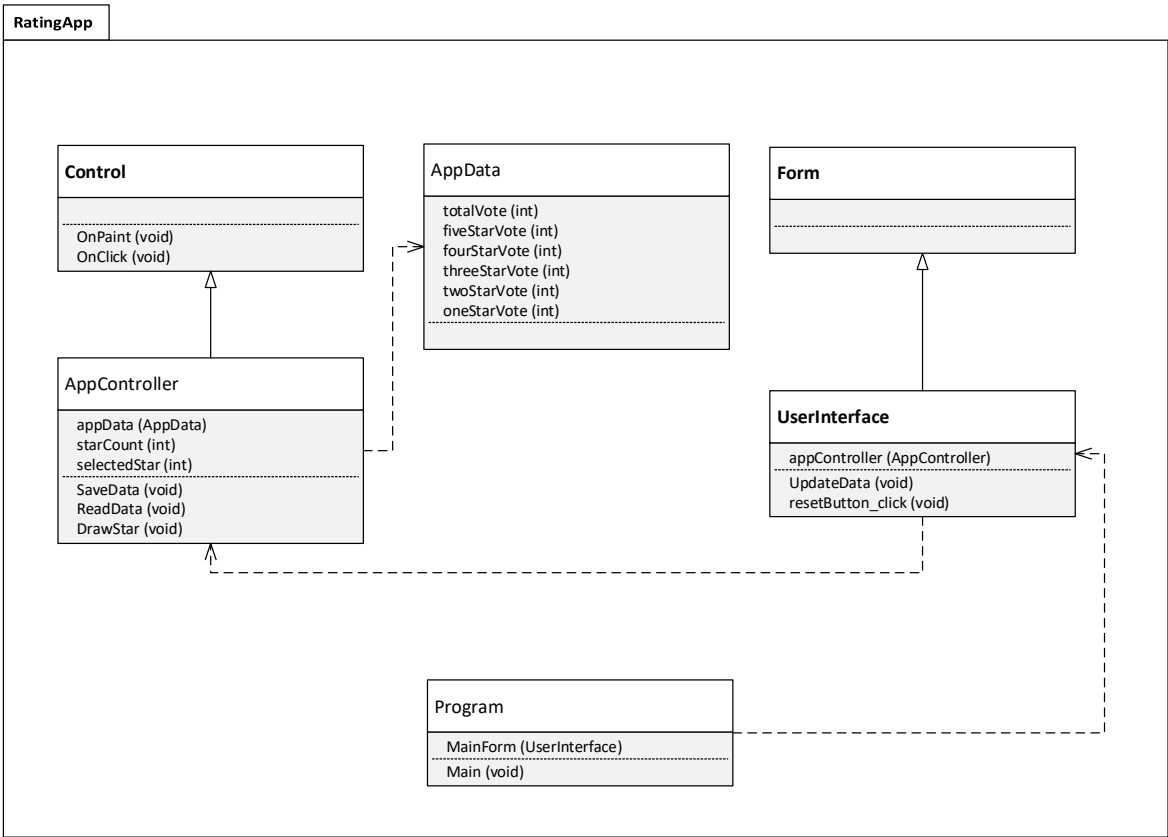 RatingApp
Control
OnPaint (void)
OnClick (void)
AppData
totalVote (int)
fiveStarVote (int)
fourStarVote (int)
threeStarVote (int)
twoStarVote (int)
oneStarVote (int)
Form
AppController
appData (AppData)
starCount (int)
selectedStar (int)
SaveData (void)
ReadData (void)
DrawStar (void)
UserInterface
appController (AppController)
UpdateData (void)
resetButton_click (void)
Program
MainForm (UserInterface)
Main (void)